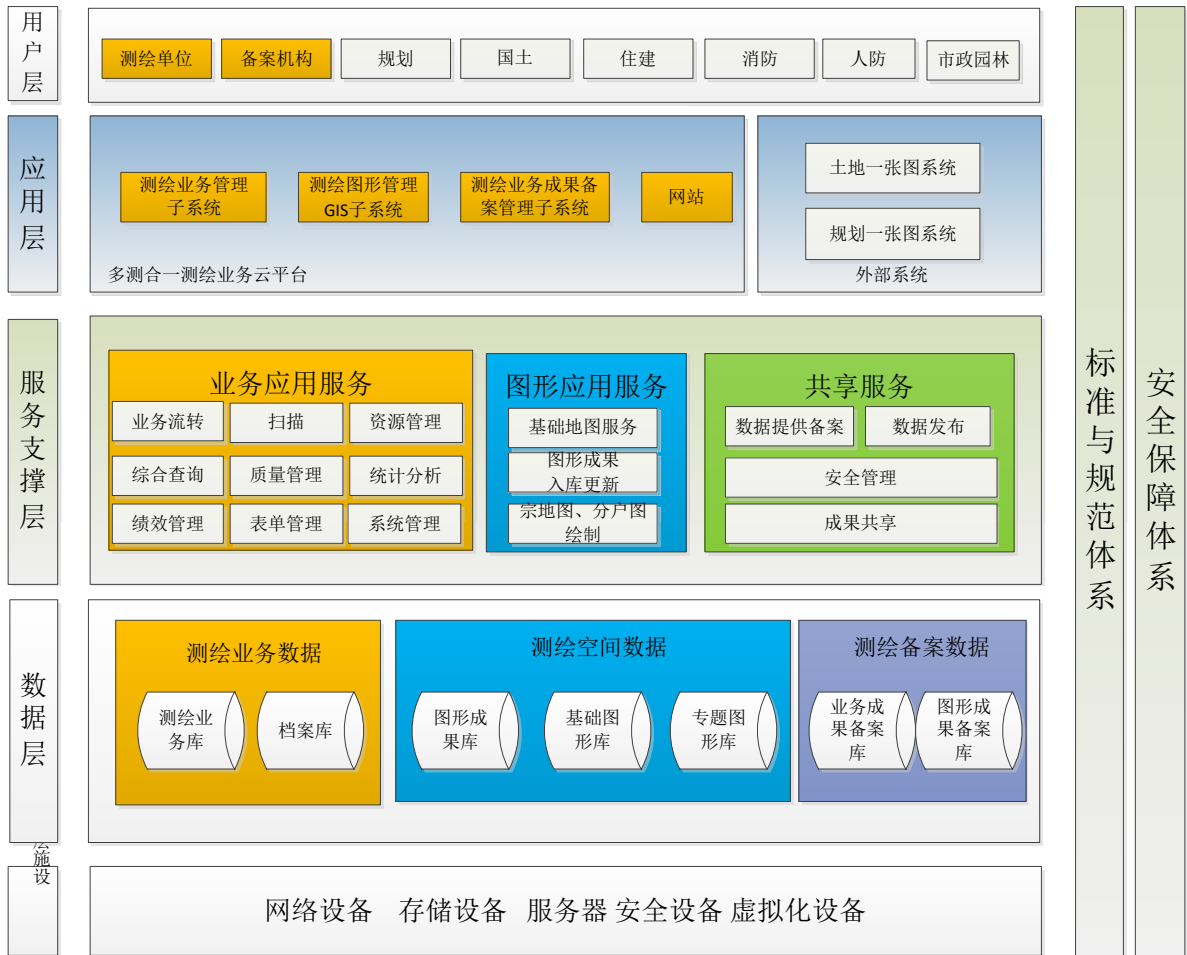 用户层
测绘单位 备案机构 规划 国土 住建 消防 人防 市政园林
应用层
测绘业务管理
子系统
测绘图形管理
GIS子系统
测绘业务成果备
案管理子系统
网站
多测合一测绘业务云平台
土地一张图系统
规划一张图系统
外部系统
服务支撑层
业务应用服务
业务流转 扫描 资源管理
综合查询 质量管理 统计分析
绩效管理 表单管理 系统管理
图形应用服务
基础地图服务
图形成果
入库更新
宗地图、分户图
绘制
共享服务
数据提供备案 数据发布
安全管理
成果共享
数据层
测绘业务数据
测绘业
务库
档案库
测绘空间数据
图形成
果库
基础图
形库
专题图
形库
测绘备案数据
业务成
果备案
库
图形成
果备案
库
施设
网络设备 存储设备 服务器 安全设备 虚拟化设备
标准与规范体系
安全保障体系